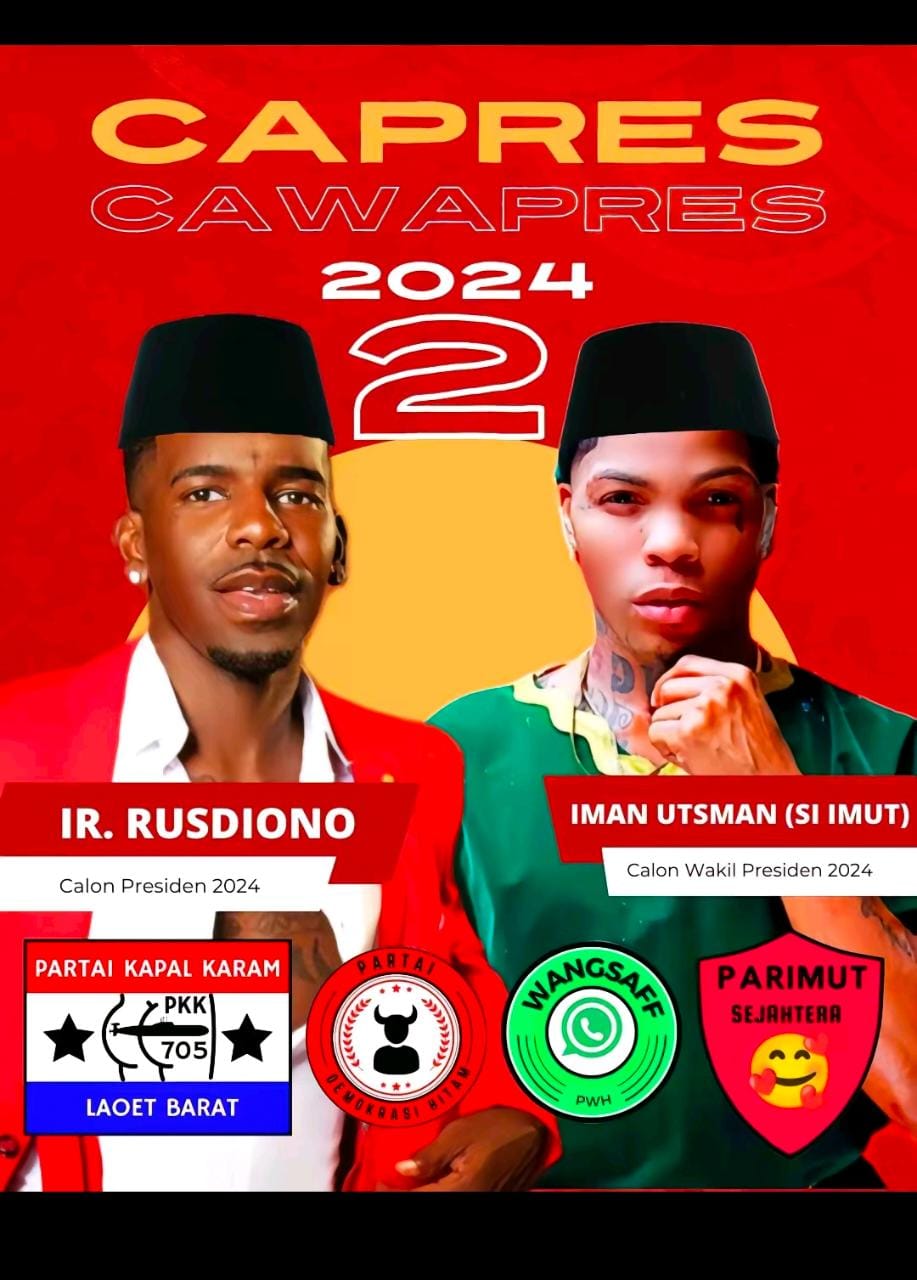 CAPRES
CAWAPRES
2024
2
IR. RUSDIONO
Calon Presiden 2024
IMAN UTSMAN (SI IMUT)
Calon Wakil Presiden 2024
PARTAI KAPAL KARAM
PKK
705
LAOET BARAT
PARTAI
DEMOKRASI HITAM
WANGSAFF
PWH
PARIMUT
SEJAHTERA